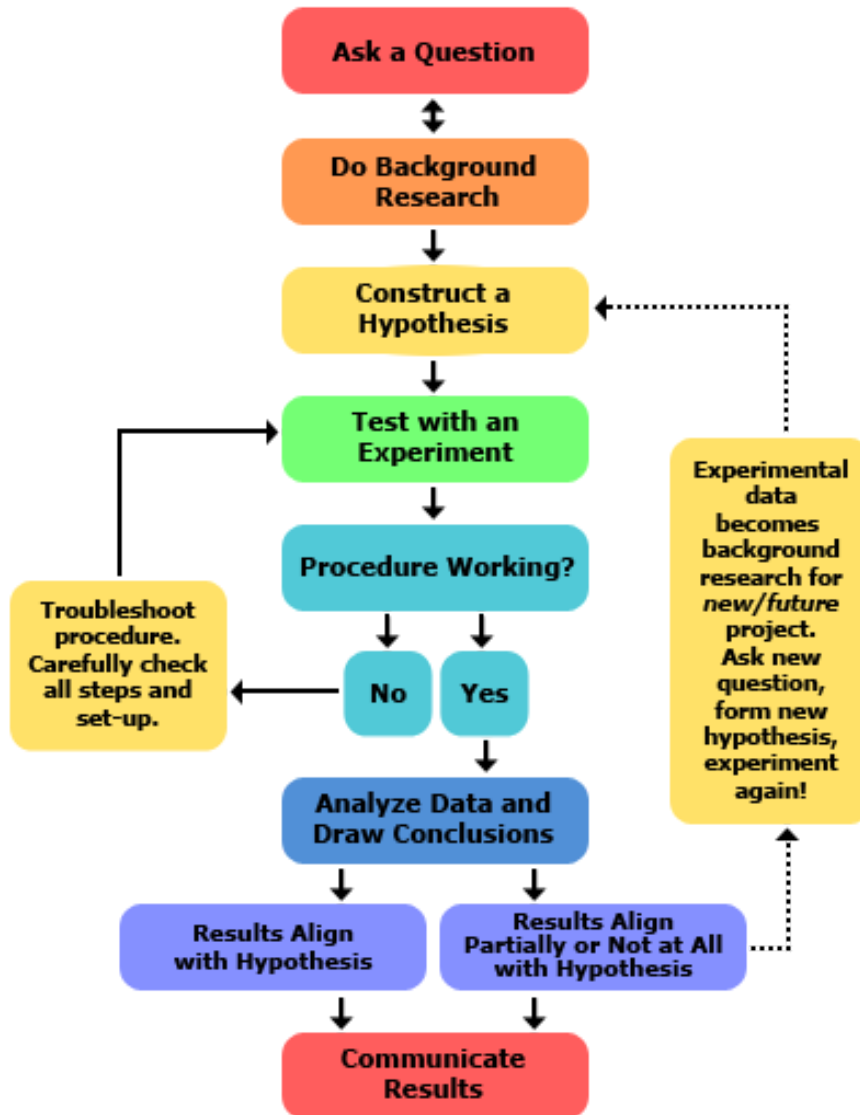 Ask a Question
Do Background
Research
Construct a
Hypothesis
Test with an
Experiment
Procedure Working?
No
Yes
Troubleshoot
procedure.
Carefully check
all steps and
set-up.
Analyze Data and
Draw Conclusions
Results Align
with Hypothesis
Results Align
Partially or Not at All
with Hypothesis
Experimental
data
becomes
background
research for
new/future
project.
Ask new
question,
form new
hypothesis,
experiment
again!
Communicate
Results